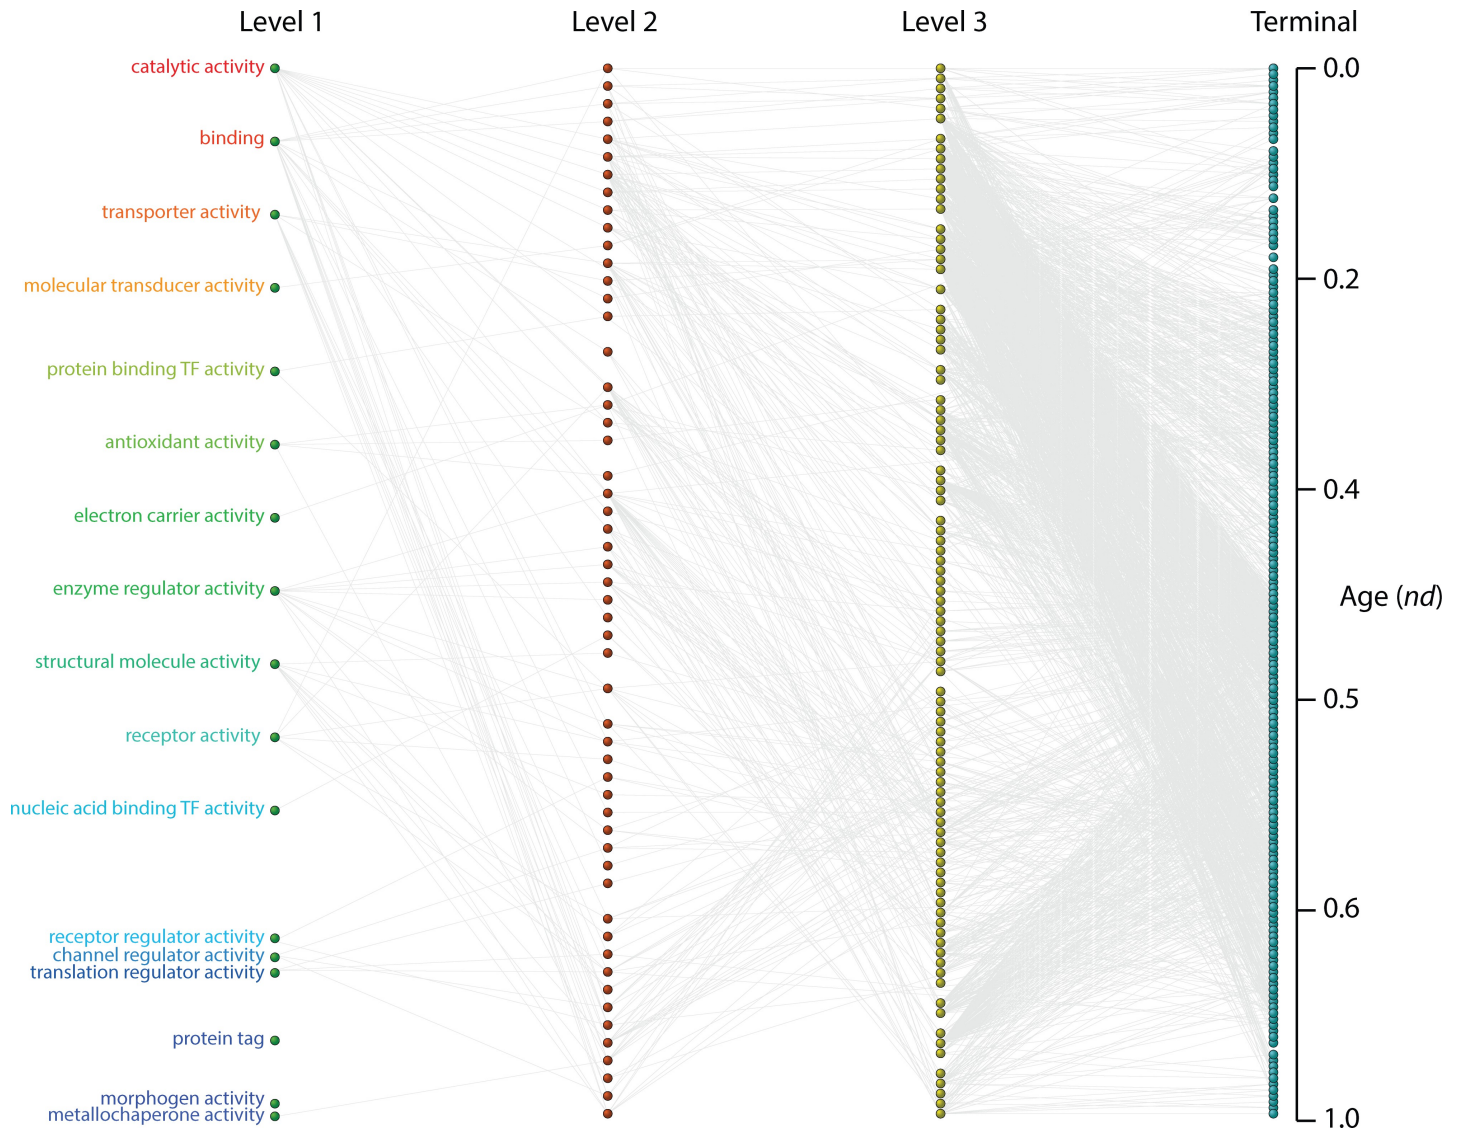 Level 1
Level 2
Level 3
Terminal
catalytic activity
binding
transporter activity
molecular transducer activity
protein binding TF activity
antioxidant activity
electron carrier activity
enzyme regulator activity
structural molecule activity
receptor activity
nucleic acid binding TF activity
receptor regulator activity
channel regulator activity
translation regulator activity
protein tag
morphogen activity
metallochaperone activity
0.0
0.2
0.4
Age (nd)
0.5
0.6
1.0